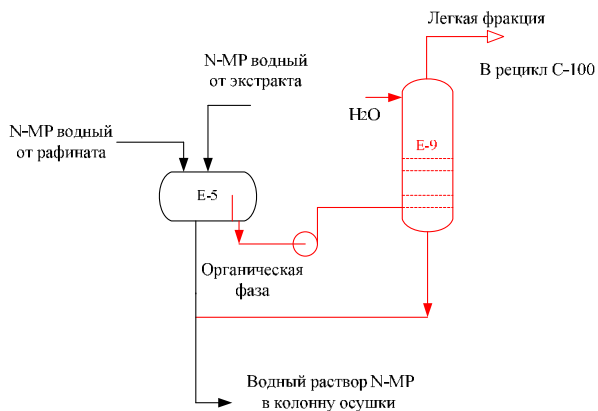 Легкая фракция
N-MP водный
от экстракта
В рецикл С-100
H2O
N-MP водный
от рафината
Е-9
Е-5
Органическая
фаза
Водный раствор N-MP
в колонну осушки